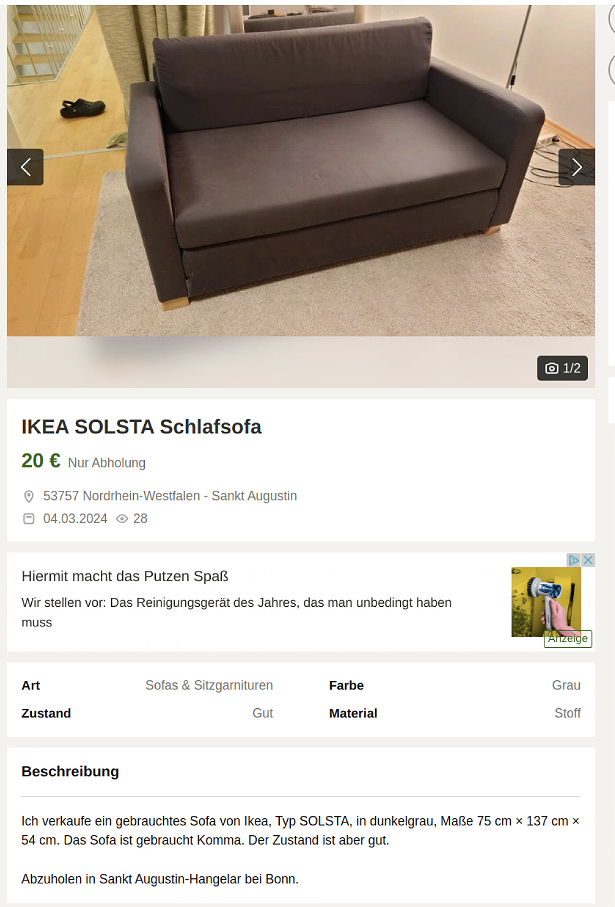 1/2
IKEA SOLSTA Schlafsofa
20 € Nur Abholung
53757 Nordrhein-Westfalen - Sankt Augustin
04.03.2024 28
Hiermit macht das Putzen Spaß
Wir stellen vor: Das Reinigungsgerät des Jahres, das man unbedingt haben
muss
Anzeige
Art Sofas & Sitzgarnituren Farbe Grau
Zustand Gut Material Stoff
Beschreibung
Ich verkaufe ein gebrauchtes Sofa von Ikea, Typ SOLSTA, in dunkelgrau, Maße 75 cm × 137 cm ×
54 cm. Das Sofa ist gebraucht Komma. Der Zustand ist aber gut.
Abzuholen in Sankt Augustin-Hangelar bei Bonn.